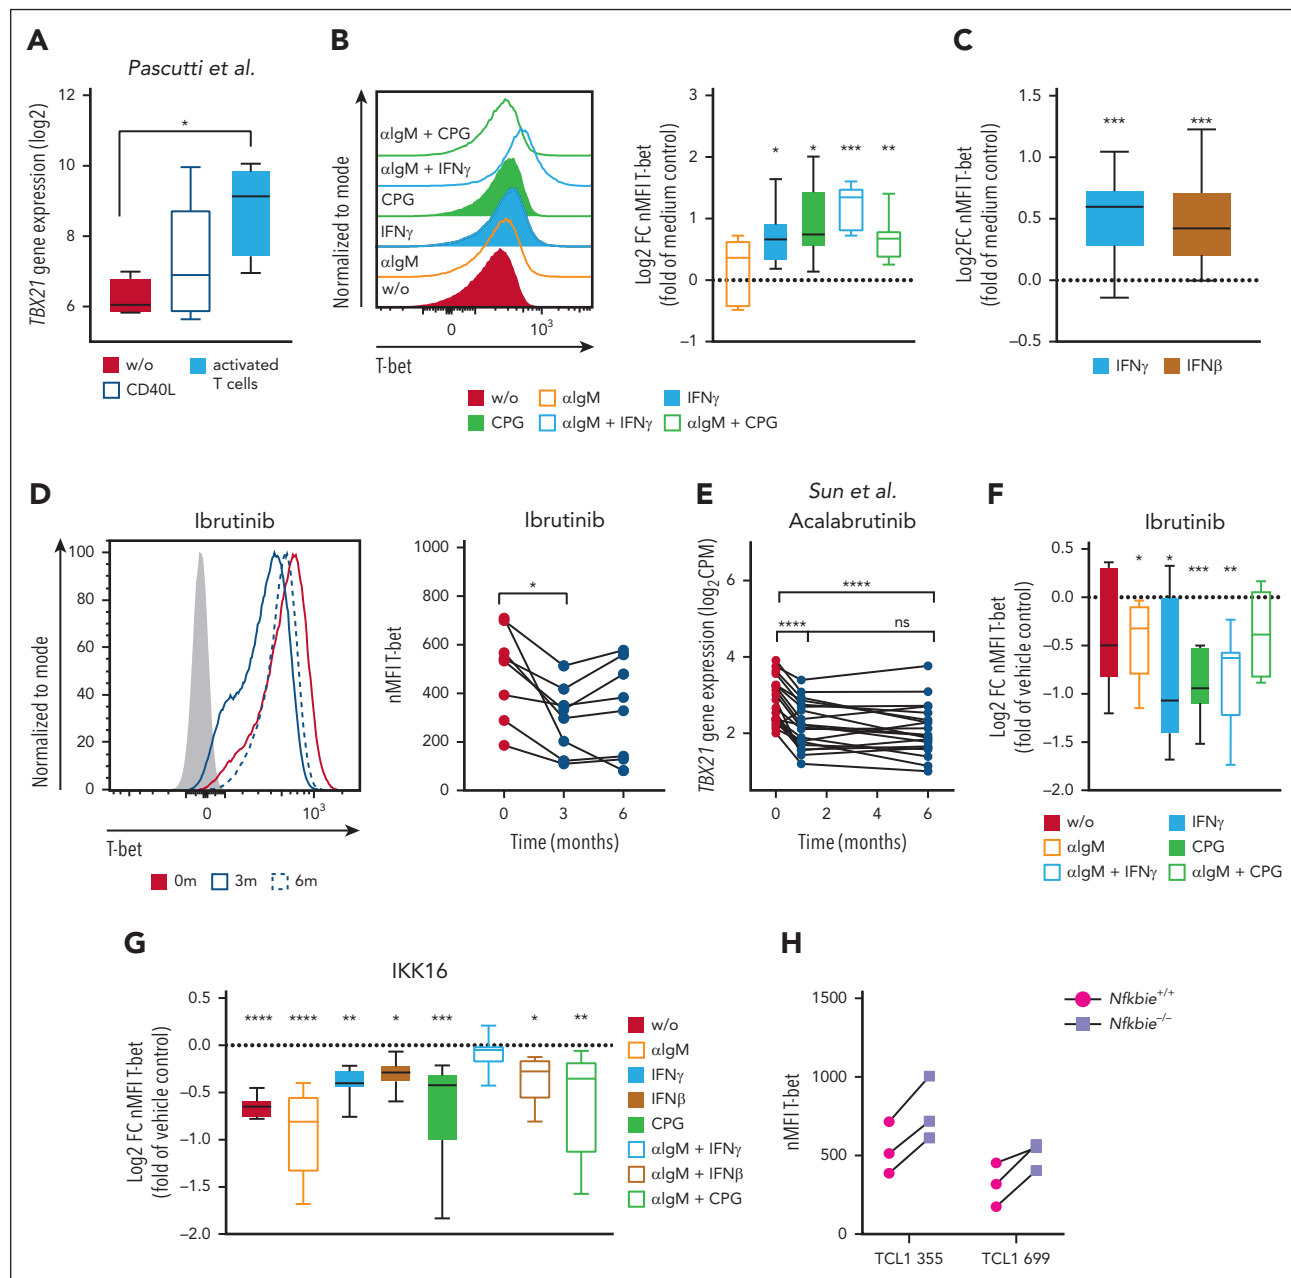 A
Pascutti et al.
TBX21 gene expression (log2)
12
10
8
6
*
w/o
activated
T cells
CD40L
B
Normalized to mode
αIgM + CPG
αIgM + IFNγ
CPG
IFNγ
αIgM
w/o
0
10³
T-bet
Log2 FC nMFI T-bet
(fold of medium control)
3
2
1
0
−1
*
*
***
**
w/o
αIgM
IFNγ
CPG
αIgM + IFNγ
αIgM + CPG
C
Log2FC nMFI T-bet
(fold of medium control)
1.5
1.0
0.5
0.0
−0.5
***
***
IFNγ
IFNβ
D
Ibrutinib
Normalized to mode
100
80
60
40
20
0
0
10³
T-bet
0m
3m
6m
Ibrutinib
nMFI T-bet
1000
800
600
400
200
0
*
0
3
6
Time (months)
E
Sun et al.
Acalabrutinib
TBX21 gene expression (log₂CPM)
6
4
2
****
****
ns
0
2
4
6
Time (months)
F
Ibrutinib
Log2 FC nMFI T-bet
(fold of vehicle control)
0.5
0.0
−0.5
−1.0
−1.5
−2.0
*
*
***
**
w/o
IFNγ
αIgM
CPG
αIgM + IFNγ
αIgM + CPG
G
IKK16
Log2 FC nMFI T-bet
(fold of vehicle control)
0.5
0.0
−0.5
−1.0
−1.5
−2.0
****
****
**
*
***
*
**
w/o
αIgM
IFNγ
IFNβ
CPG
αIgM + IFNγ
αIgM + IFNβ
αIgM + CPG
H
nMFI T-bet
1500
1000
500
0
TCL1 355
TCL1 699
Nfkbie⁺/⁺
Nfkbie⁻/⁻